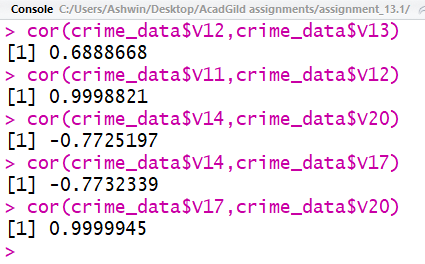 Console C:/Users/Ashwin/Desktop/AcadGild assignments/assignment_13.1/
> cor(crime_data$V12,crime_data$V13)
[1] 0.6888668
> cor(crime_data$V11,crime_data$V12)
[1] 0.9998821
> cor(crime_data$V14,crime_data$V20)
[1] -0.7725197
> cor(crime_data$V14,crime_data$V17)
[1] -0.7732339
> cor(crime_data$V17,crime_data$V20)
[1] 0.9999945
>